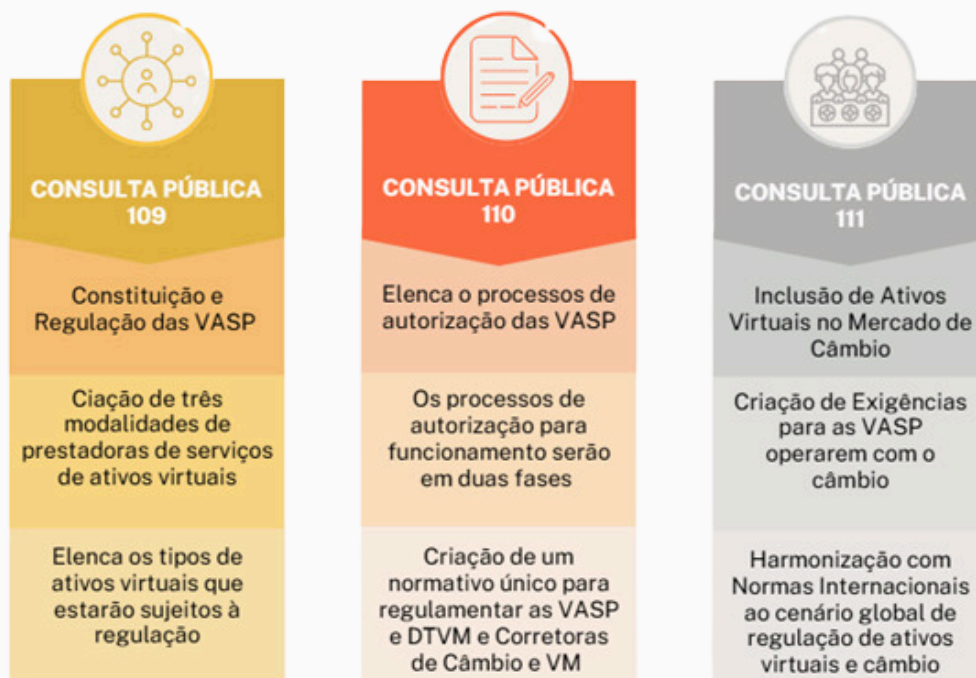 CONSULTA PÚBLICA
109
Constituição e
Regulação das VASP
Ciação de três
modalidades de
prestadoras de serviços
de ativos virtuais
Elenca os tipos de
ativos virtuais que
estarão sujeitos à
regulação
CONSULTA PÚBLICA
110
Elenca o processos de
autorização das VASP
Os processos de
autorização para
funcionamento serão
em duas fases
Criação de um
normativo único para
regulamentar as VASP
e DTVM e Corretoras
de Câmbio e VM
CONSULTA PÚBLICA
111
Inclusão de Ativos
Virtuais no Mercado de
Câmbio
Criação de Exigências
para as VASP
operarem com o
câmbio
Harmonização com
Normas Internacionais
ao cenário global de
regulação de ativos
virtuais e câmbio